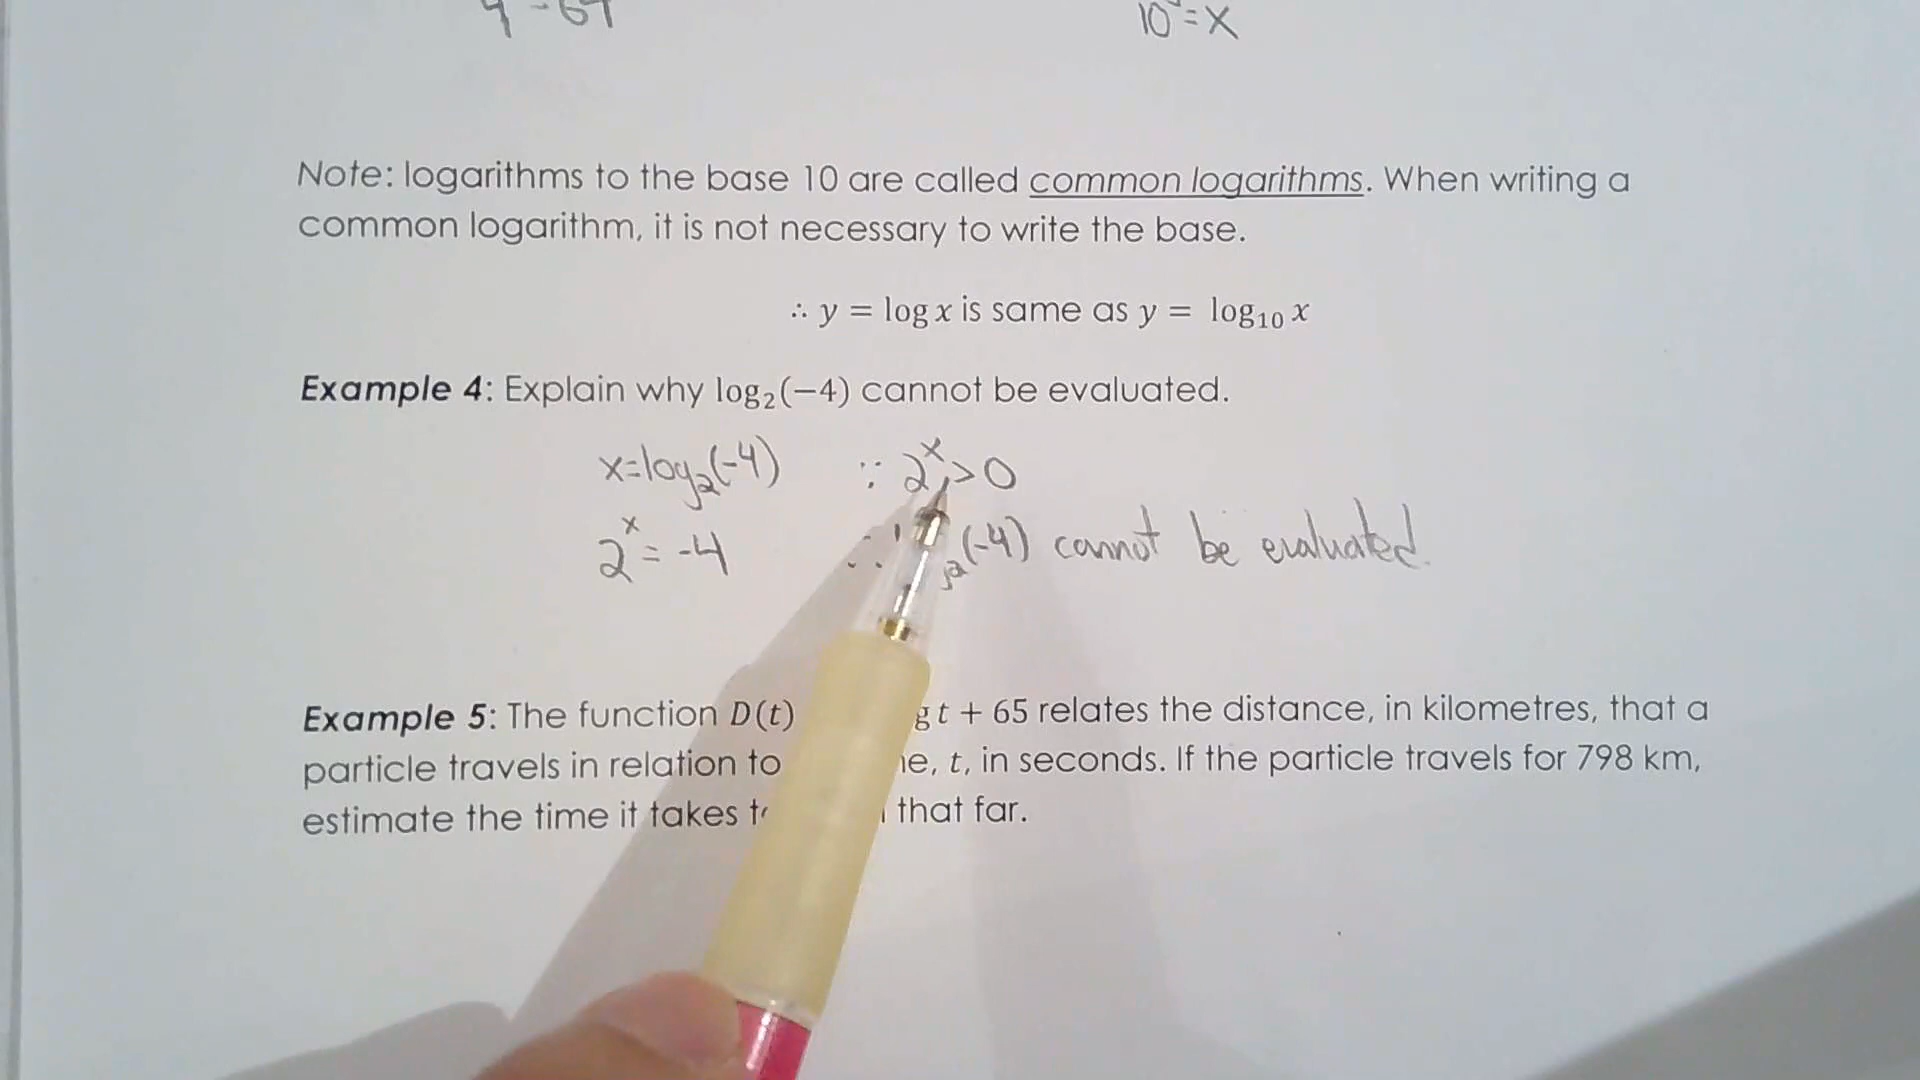 10 = x
Note: logarithms to the base 10 are called common logarithms. When writing a
common logarithm, it is not necessary to write the base.
∴ y = log x is same as y = log₁₀ x
Example 4: Explain why log₂(−4) cannot be evaluated.
x=log₂(-4) ∵ 2ˣ > 0
2ˣ = -4 ∴ ₂(-4) cannot be evaluated.
Example 5: The function D(t) g t + 65 relates the distance, in kilometres, that a
particle travels in relation to t, in seconds. If the particle travels for 798 km,
estimate the time it takes that far.